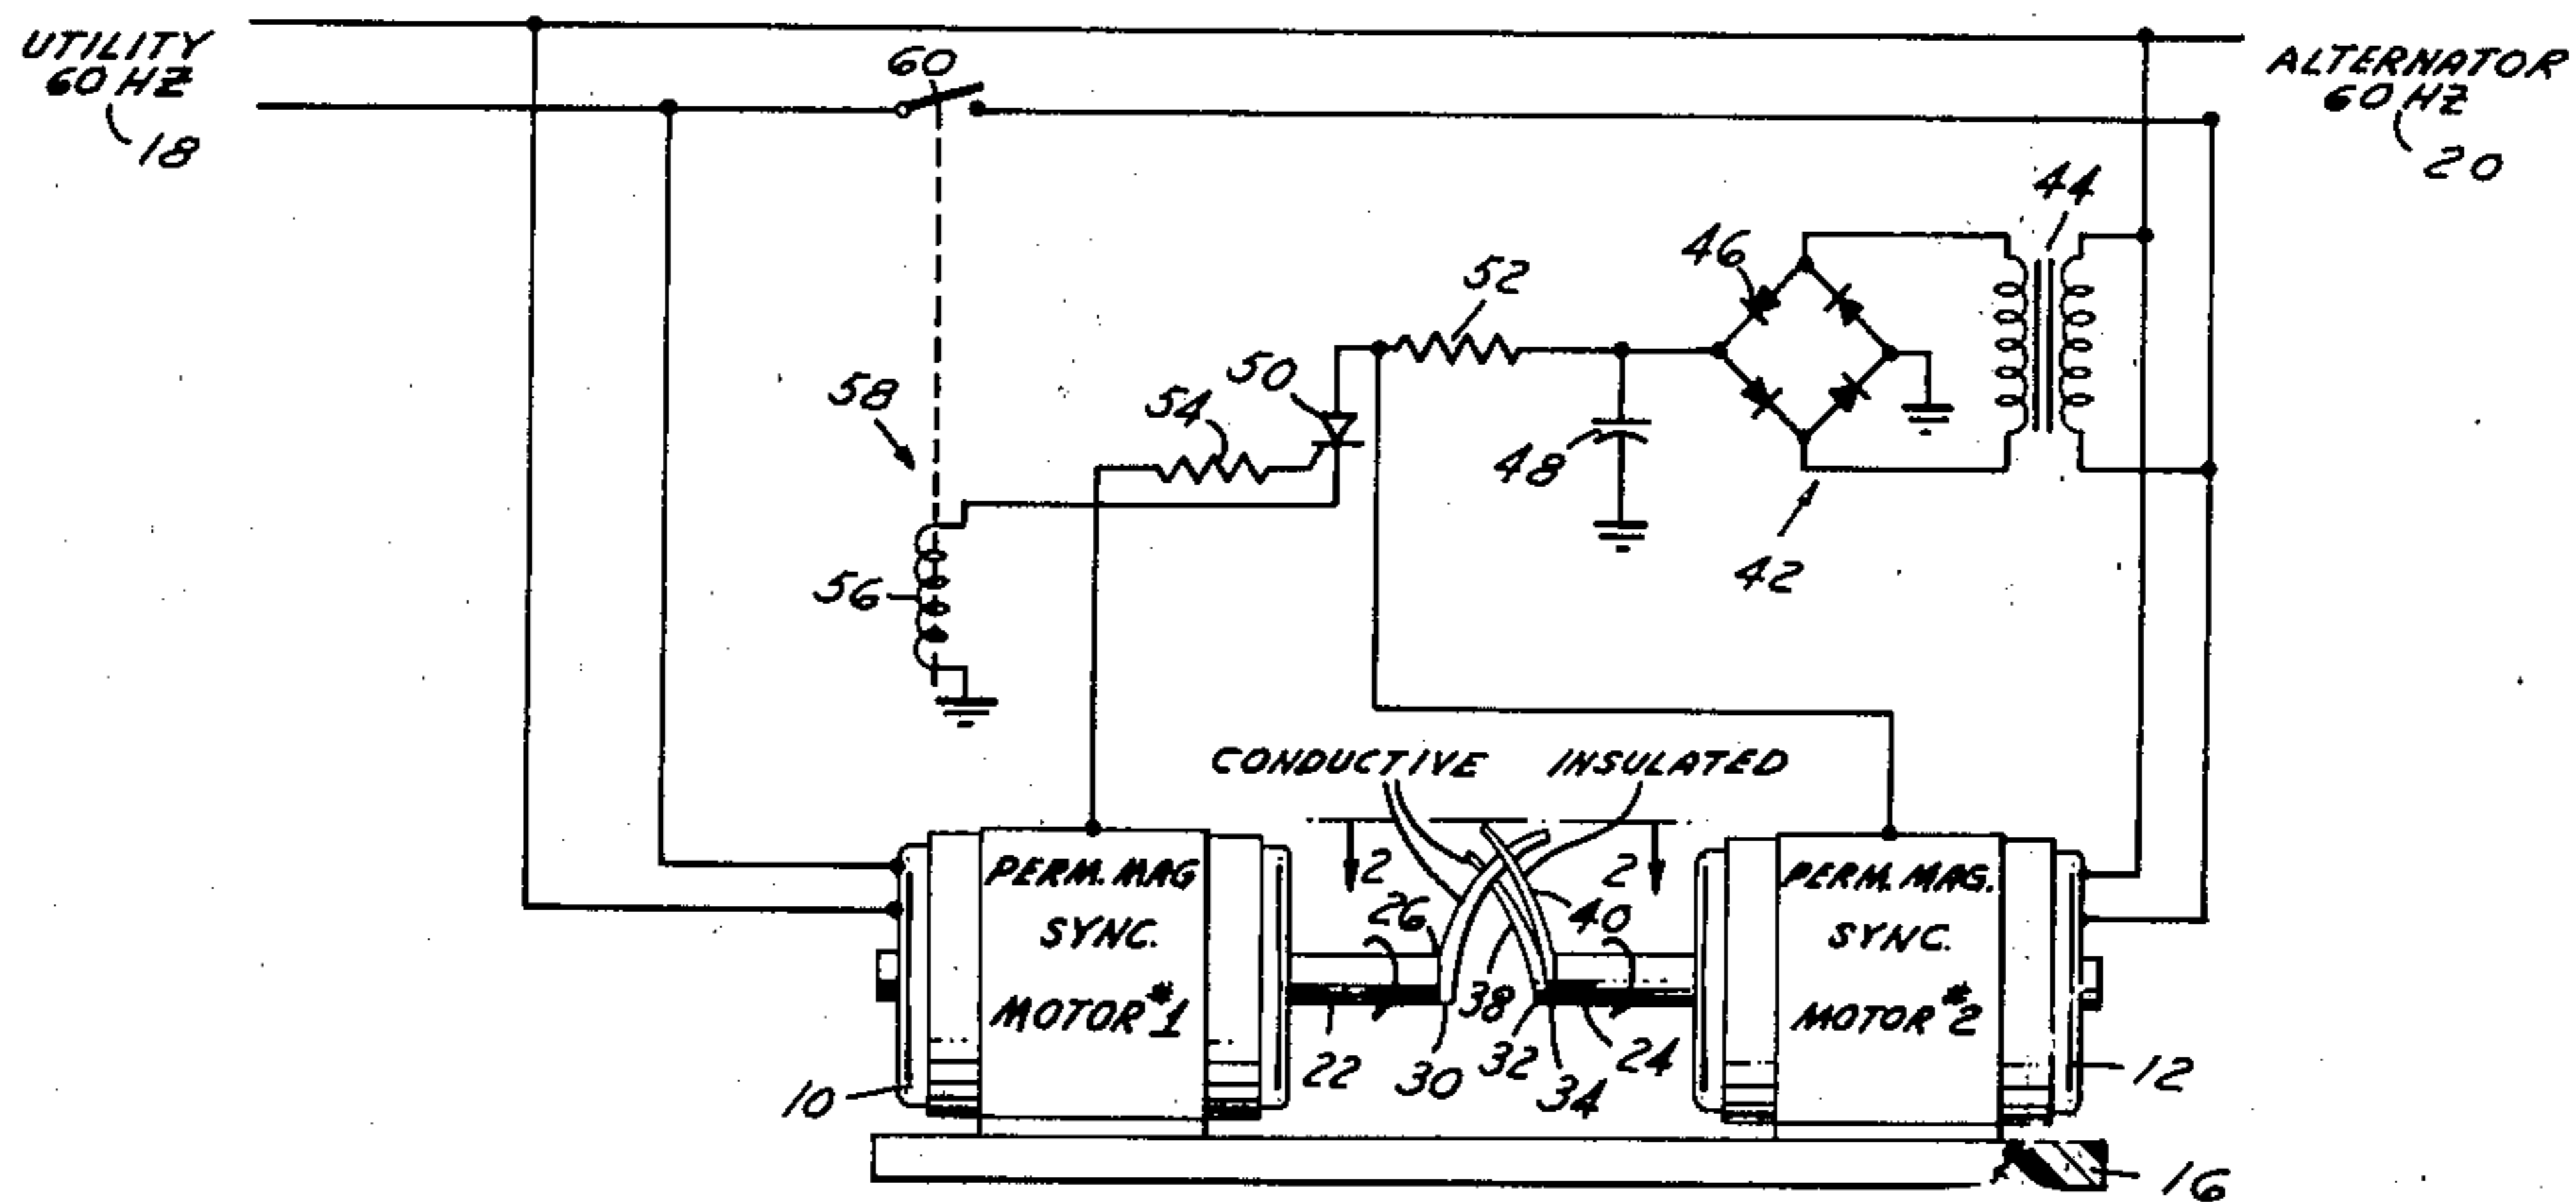 UTILITY
60 HZ
18
60
ALTERNATOR
60 HZ
20
44
46
52
50
58
54
48
42
56
CONDUCTIVE
INSULATED
2
2
PERM. MAG
SYNC.
MOTOR #1
26
40
PERM. MAG.
SYNC.
MOTOR #2
38
22
30
32
34
24
10
12
16